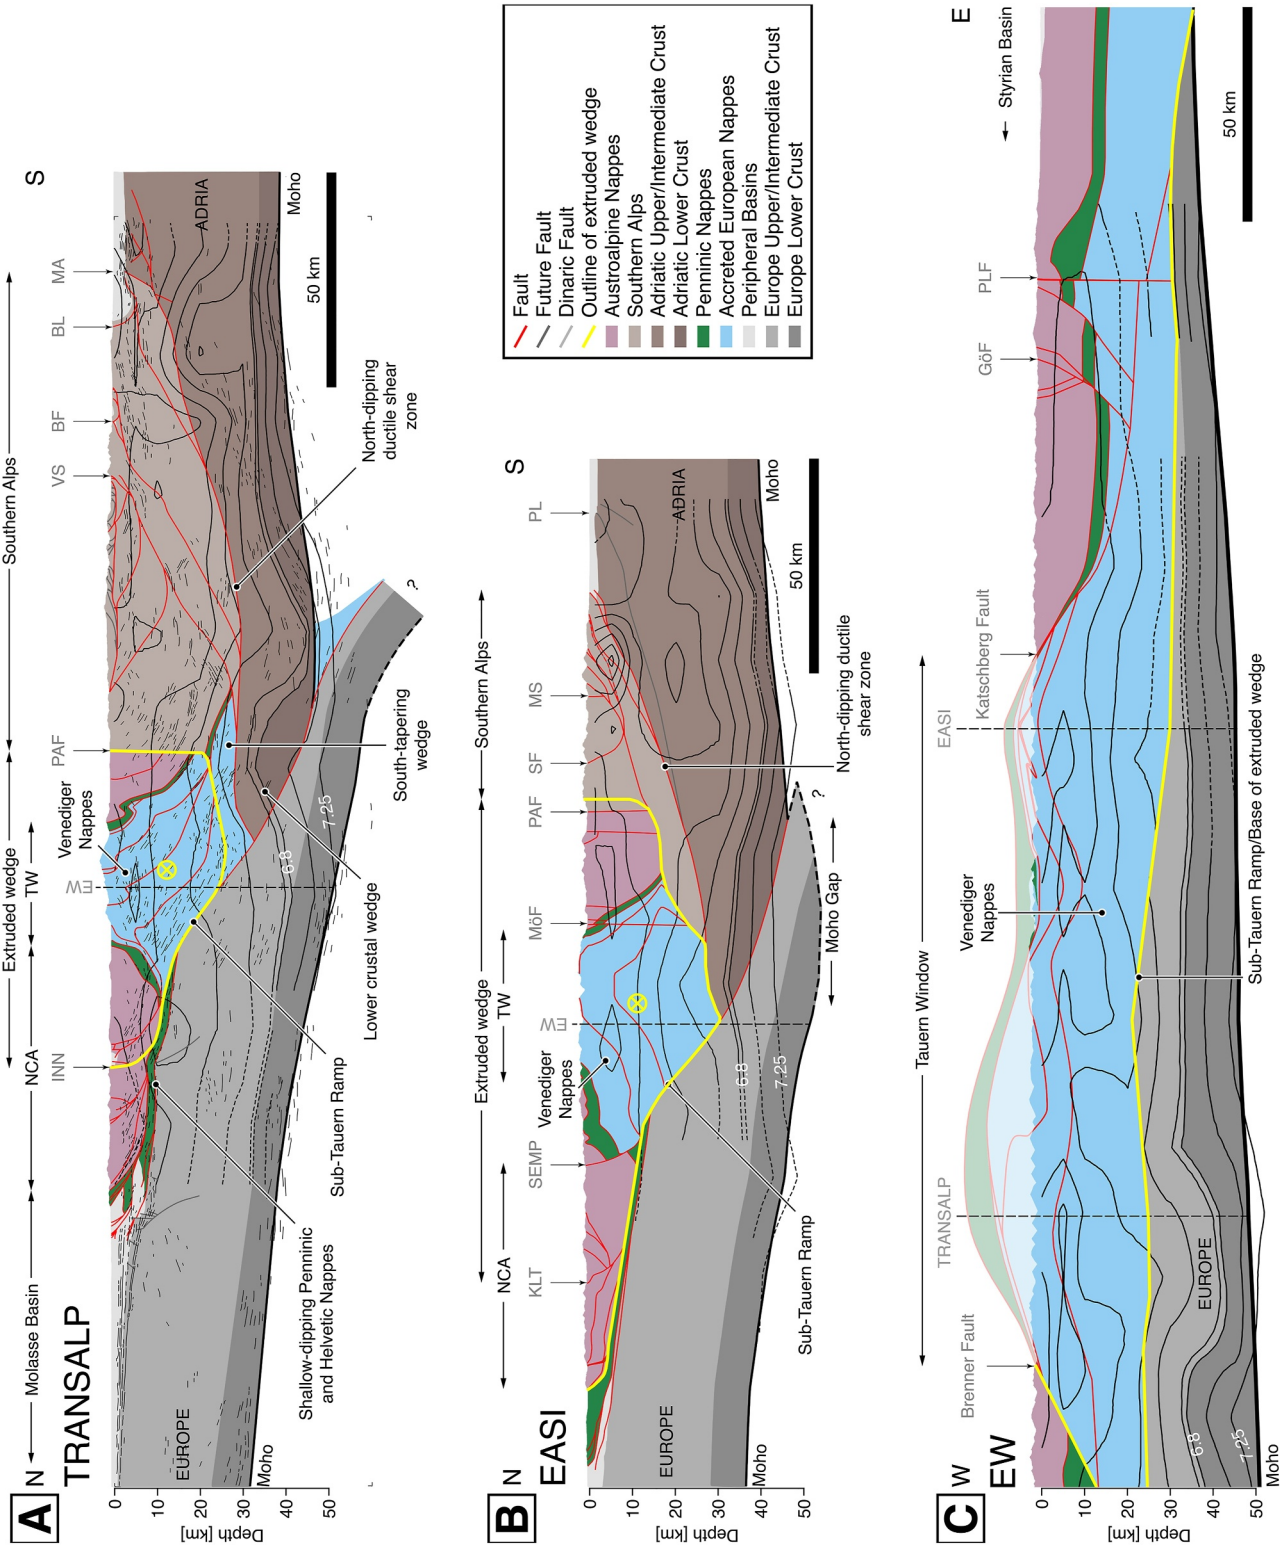 A
N
S
TRANSALP
Molasse Basin
NCA
Extruded wedge
TW
Southern Alps
INN
EW
PAF
VS
BF
BL
MA
Venediger
Nappes
EUROPE
ADRIA
Moho
Moho
6.8
7.25
?
0
10
20
30
40
50
Depth [km]
50 km
Shallow-dipping Penninic
and Helvetic Nappes
Sub-Tauern Ramp
Lower crustal wedge
South-tapering
wedge
North-dipping
ductile shear
zone
B
N
S
EASI
NCA
Extruded wedge
TW
Southern Alps
KLT
SEMP
EW
MöF
PAF
SF
MS
PL
Venediger
Nappes
EUROPE
ADRIA
Moho
Moho
6.8
7.25
?
Moho Gap
0
10
20
30
40
50
Depth [km]
50 km
Sub-Tauern Ramp
North-dipping ductile
shear zone
Fault
Future Fault
Dinaric Fault
Outline of extruded wedge
Austroalpine Nappes
Southern Alps
Adriatic Upper/Intermediate Crust
Adriatic Lower Crust
Penninic Nappes
Accreted European Nappes
Peripheral Basins
Europe Upper/Intermediate Crust
Europe Lower Crust
C
W
E
EW
Tauern Window
Brenner Fault
TRANSALP
EASI
Katschberg Fault
GöF
PLF
Styrian Basin
Venediger
Nappes
EUROPE
6.8
7.25
Moho
0
10
20
30
40
50
Depth [km]
50 km
Sub-Tauern Ramp/Base of extruded wedge